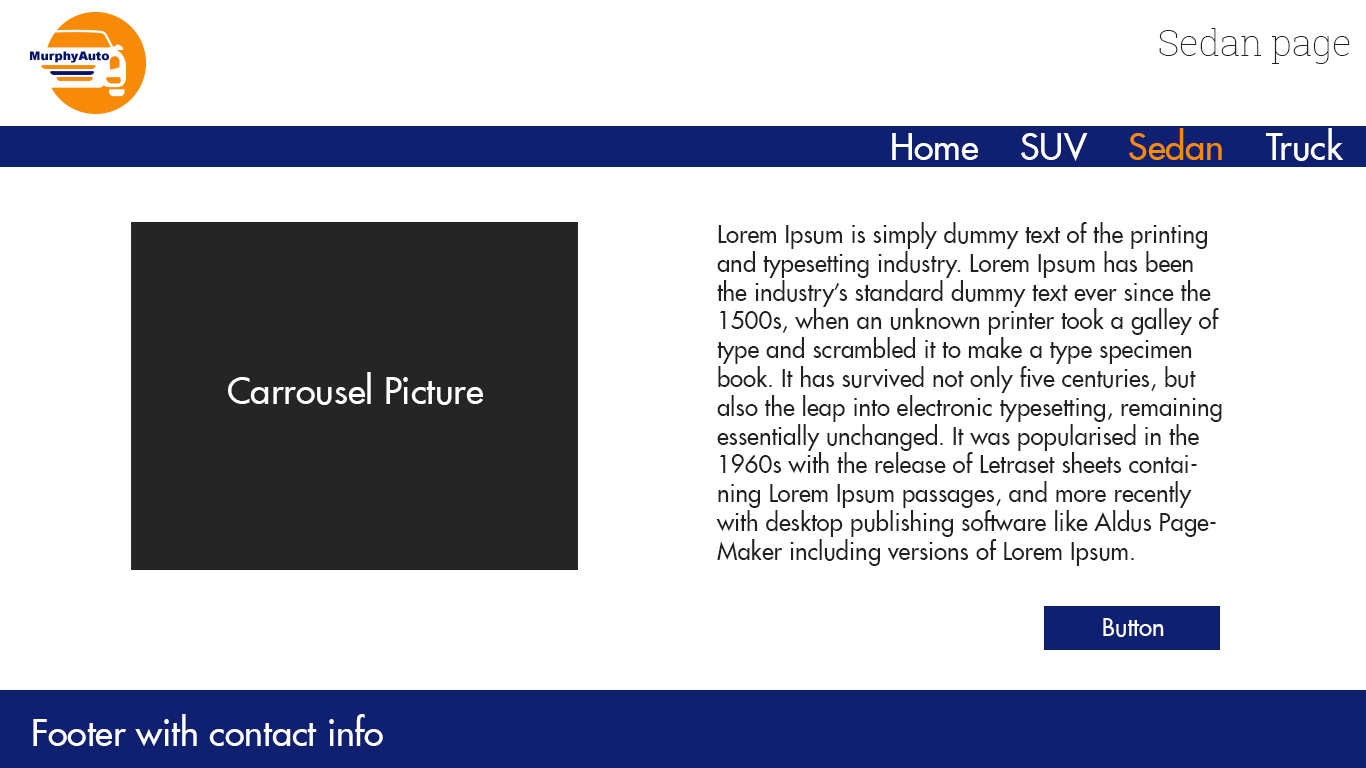 MurphyAuto
Sedan page
Home SUV Sedan Truck
Carrousel Picture
Lorem Ipsum is simply dummy text of the printing
and typesetting industry. Lorem Ipsum has been
the industry’s standard dummy text ever since the
1500s, when an unknown printer took a galley of
type and scrambled it to make a type specimen
book. It has survived not only five centuries, but
also the leap into electronic typesetting, remaining
essentially unchanged. It was popularised in the
1960s with the release of Letraset sheets contai-
ning Lorem Ipsum passages, and more recently
with desktop publishing software like Aldus Page-
Maker including versions of Lorem Ipsum.
Button
Footer with contact info